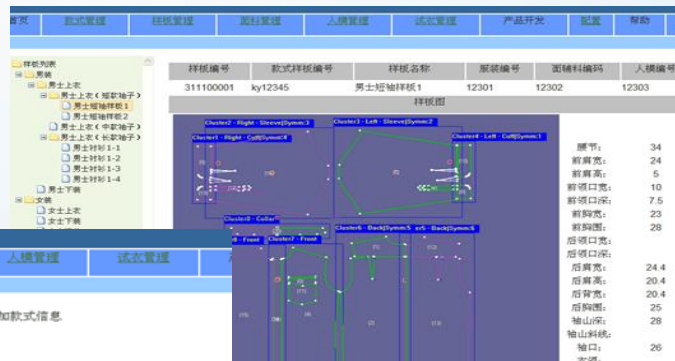 首页 款式管理 样板管理 面料管理 人模管理 试衣管理 产品开发 配置 帮助
样板列表
男装
男士上衣(短款袖子)
男士短袖样板1
男士短袖样板2
男士上衣(中款袖子)
男士上衣(长款袖子)
男士衬衫1-1
男士衬衫1-2
男士衬衫1-3
男士衬衫1-4
男士下装
女装
女士上衣
女士下装
样板编号 款式样板编号 样板名称 服装编号 面辅料编码 人模编号
311100001 ky12345 男士短袖样板1 12301 12302 12303
样板图
Cluster2 - Right - Sleeve|Symm:3 Cluster3 - Left - Sleeve|Symm:2
Cluster1 - Right - Cuff|Symm:4 Cluster4 - Left - Cuff|Symm:1
Cluster6 - Back|Symm:5 er5 - Back|Symm:6
Front Cluster7 - Front
腰节: 34
前肩宽: 24
前肩高: 5
前领口宽: 10
前领口深: 7.5
前胸宽: 23
前胸围: 28
后领口宽:
后领口深:
后肩宽: 24.4
后肩高: 20.4
后背宽: 20.4
后胸围: 25
袖山深: 28
袖山斜线:
袖口: 26
人模管理 试衣管理
加款式信息